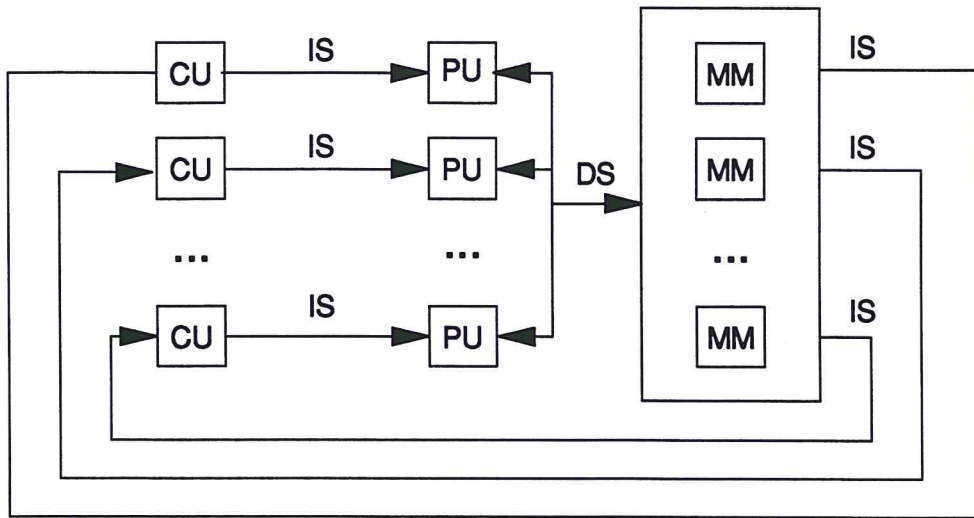 CU IS PU MM IS
CU IS PU MM IS
DS
... ... ...
CU IS PU MM IS